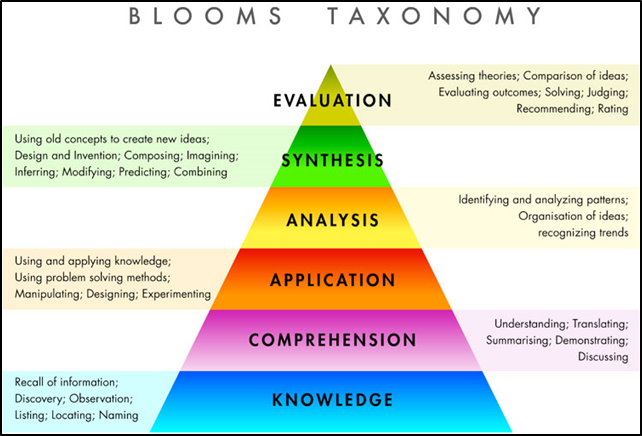 BLOOMS TAXONOMY
Assessing theories; Comparison of ideas;
Evaluating outcomes; Solving; Judging;
Recommending; Rating
EVALUATION
Using old concepts to create new ideas;
Design and Invention; Composing; Imagining;
Inferring; Modifying; Predicting; Combining
SYNTHESIS
Identifying and analyzing patterns;
Organisation of ideas;
recognizing trends
ANALYSIS
Using and applying knowledge;
Using problem solving methods;
Manipulating; Designing; Experimenting
APPLICATION
Understanding; Translating;
Summarising; Demonstrating;
Discussing
COMPREHENSION
Recall of information;
Discovery; Observation;
Listing; Locating; Naming
KNOWLEDGE